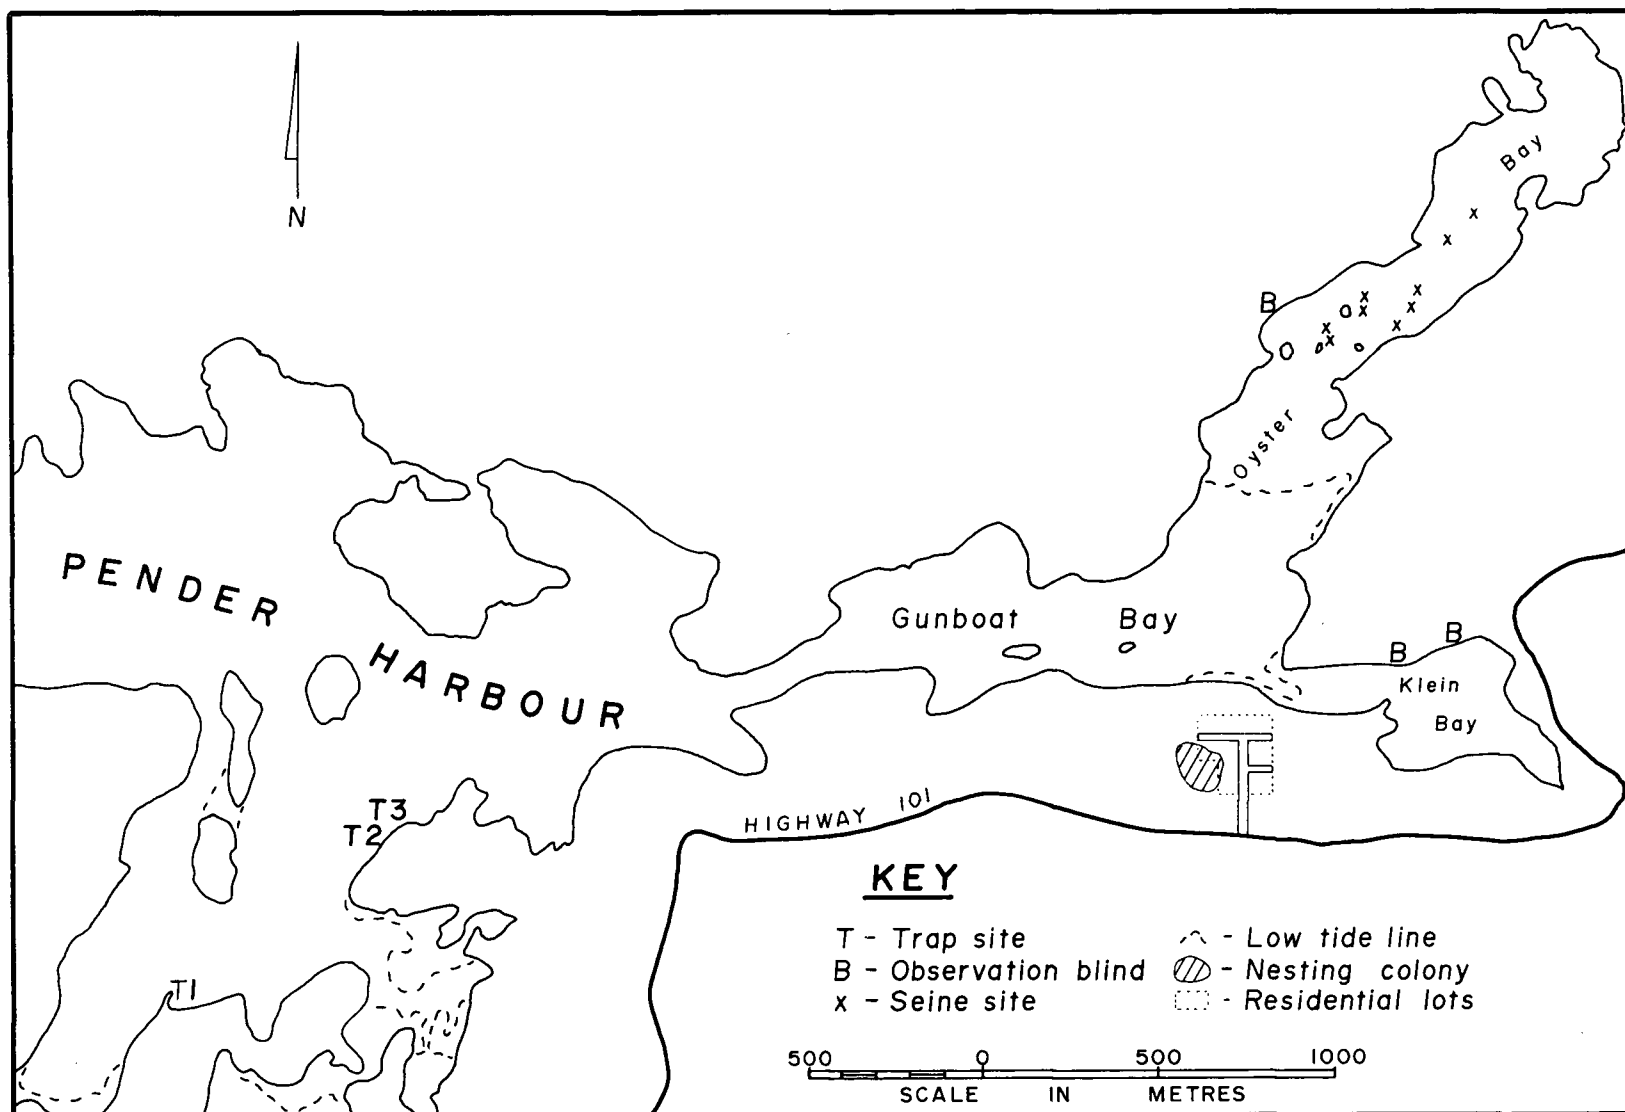 N
Bay
x
x
B
x
x
x
x
x
x
x
Oyster
PENDER
HARBOUR
Gunboat Bay
B
B
Klein
Bay
T3
T2
HIGHWAY 101
T1
KEY
T - Trap site
B - Observation blind
x - Seine site
- Low tide line
- Nesting colony
- Residential lots
500 0 500 1000
SCALE IN METRES